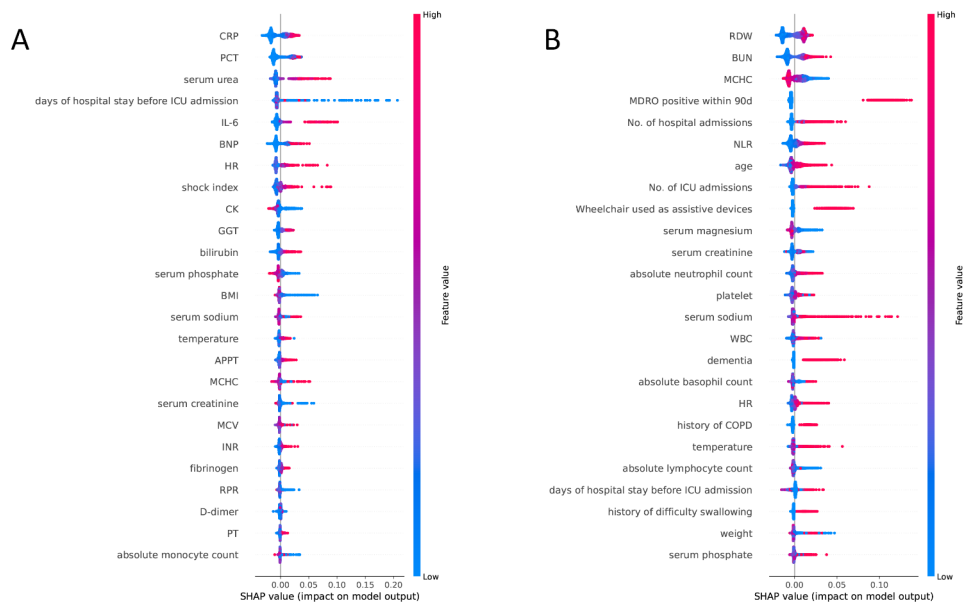 A
CRP
PCT
serum urea
days of hospital stay before ICU admission
IL-6
BNP
HR
shock index
CK
GGT
bilirubin
serum phosphate
BMI
serum sodium
temperature
APPT
MCHC
serum creatinine
MCV
INR
fibrinogen
RPR
D-dimer
PT
absolute monocyte count
0.00 0.05 0.10 0.15 0.20
SHAP value (impact on model output)
High
Feature value
Low
B
RDW
BUN
MCHC
MDRO positive within 90d
No. of hospital admissions
NLR
age
No. of ICU admissions
Wheelchair used as assistive devices
serum magnesium
serum creatinine
absolute neutrophil count
platelet
serum sodium
WBC
dementia
absolute basophil count
HR
history of COPD
temperature
absolute lymphocyte count
days of hospital stay before ICU admission
history of difficulty swallowing
weight
serum phosphate
0.00 0.05 0.10
SHAP value (impact on model output)
High
Feature value
Low